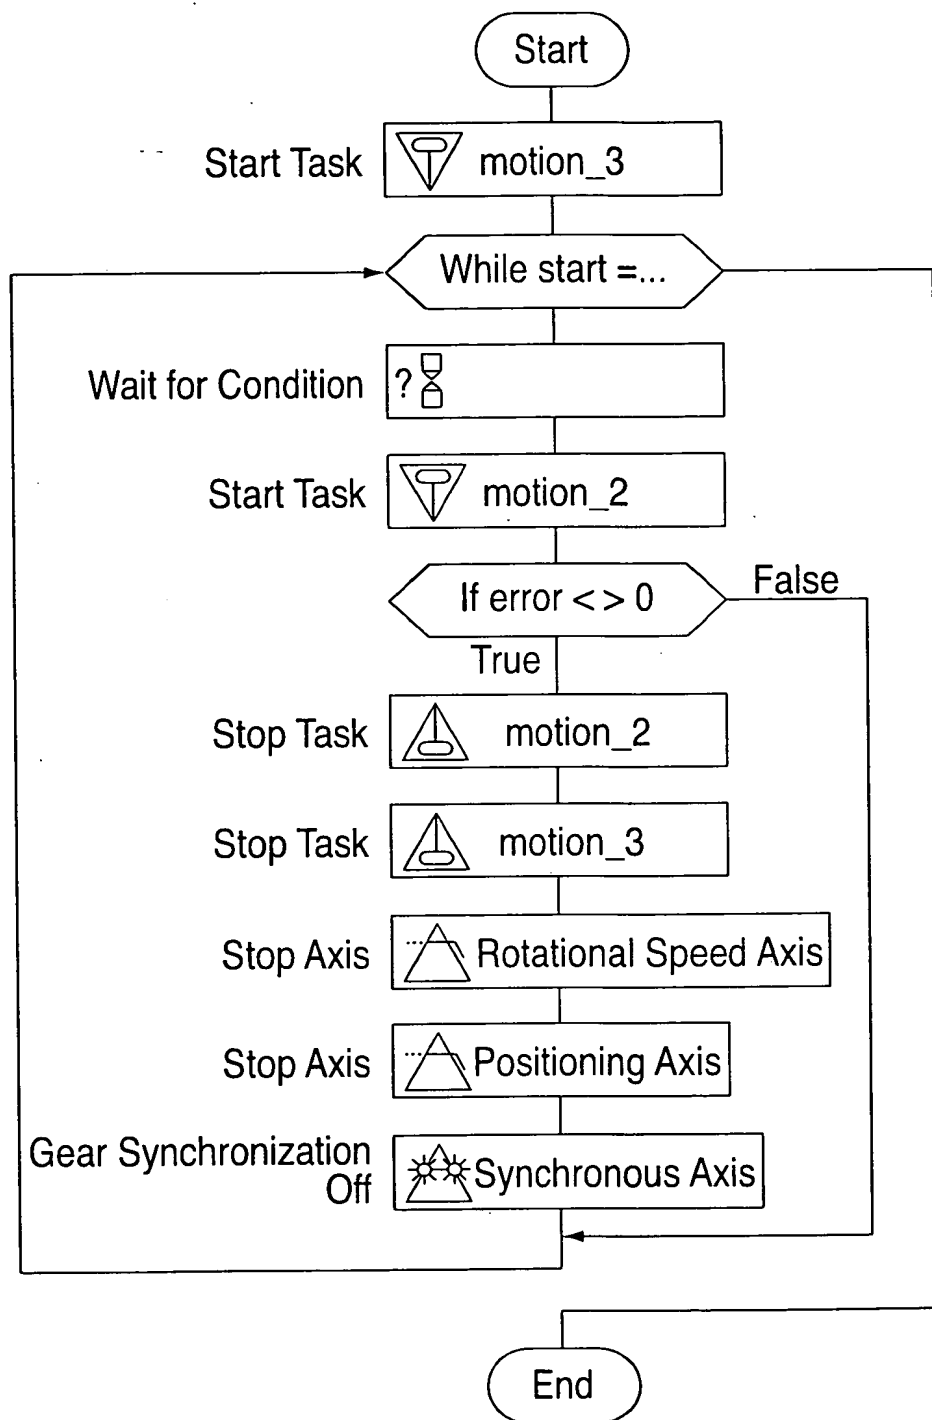 Start
Start Task
motion_3
While start =...
Wait for Condition
?
Start Task
motion_2
If error < > 0
False
True
Stop Task
motion_2
Stop Task
motion_3
Stop Axis
Rotational Speed Axis
Stop Axis
Positioning Axis
Gear Synchronization
Off
Synchronous Axis
End